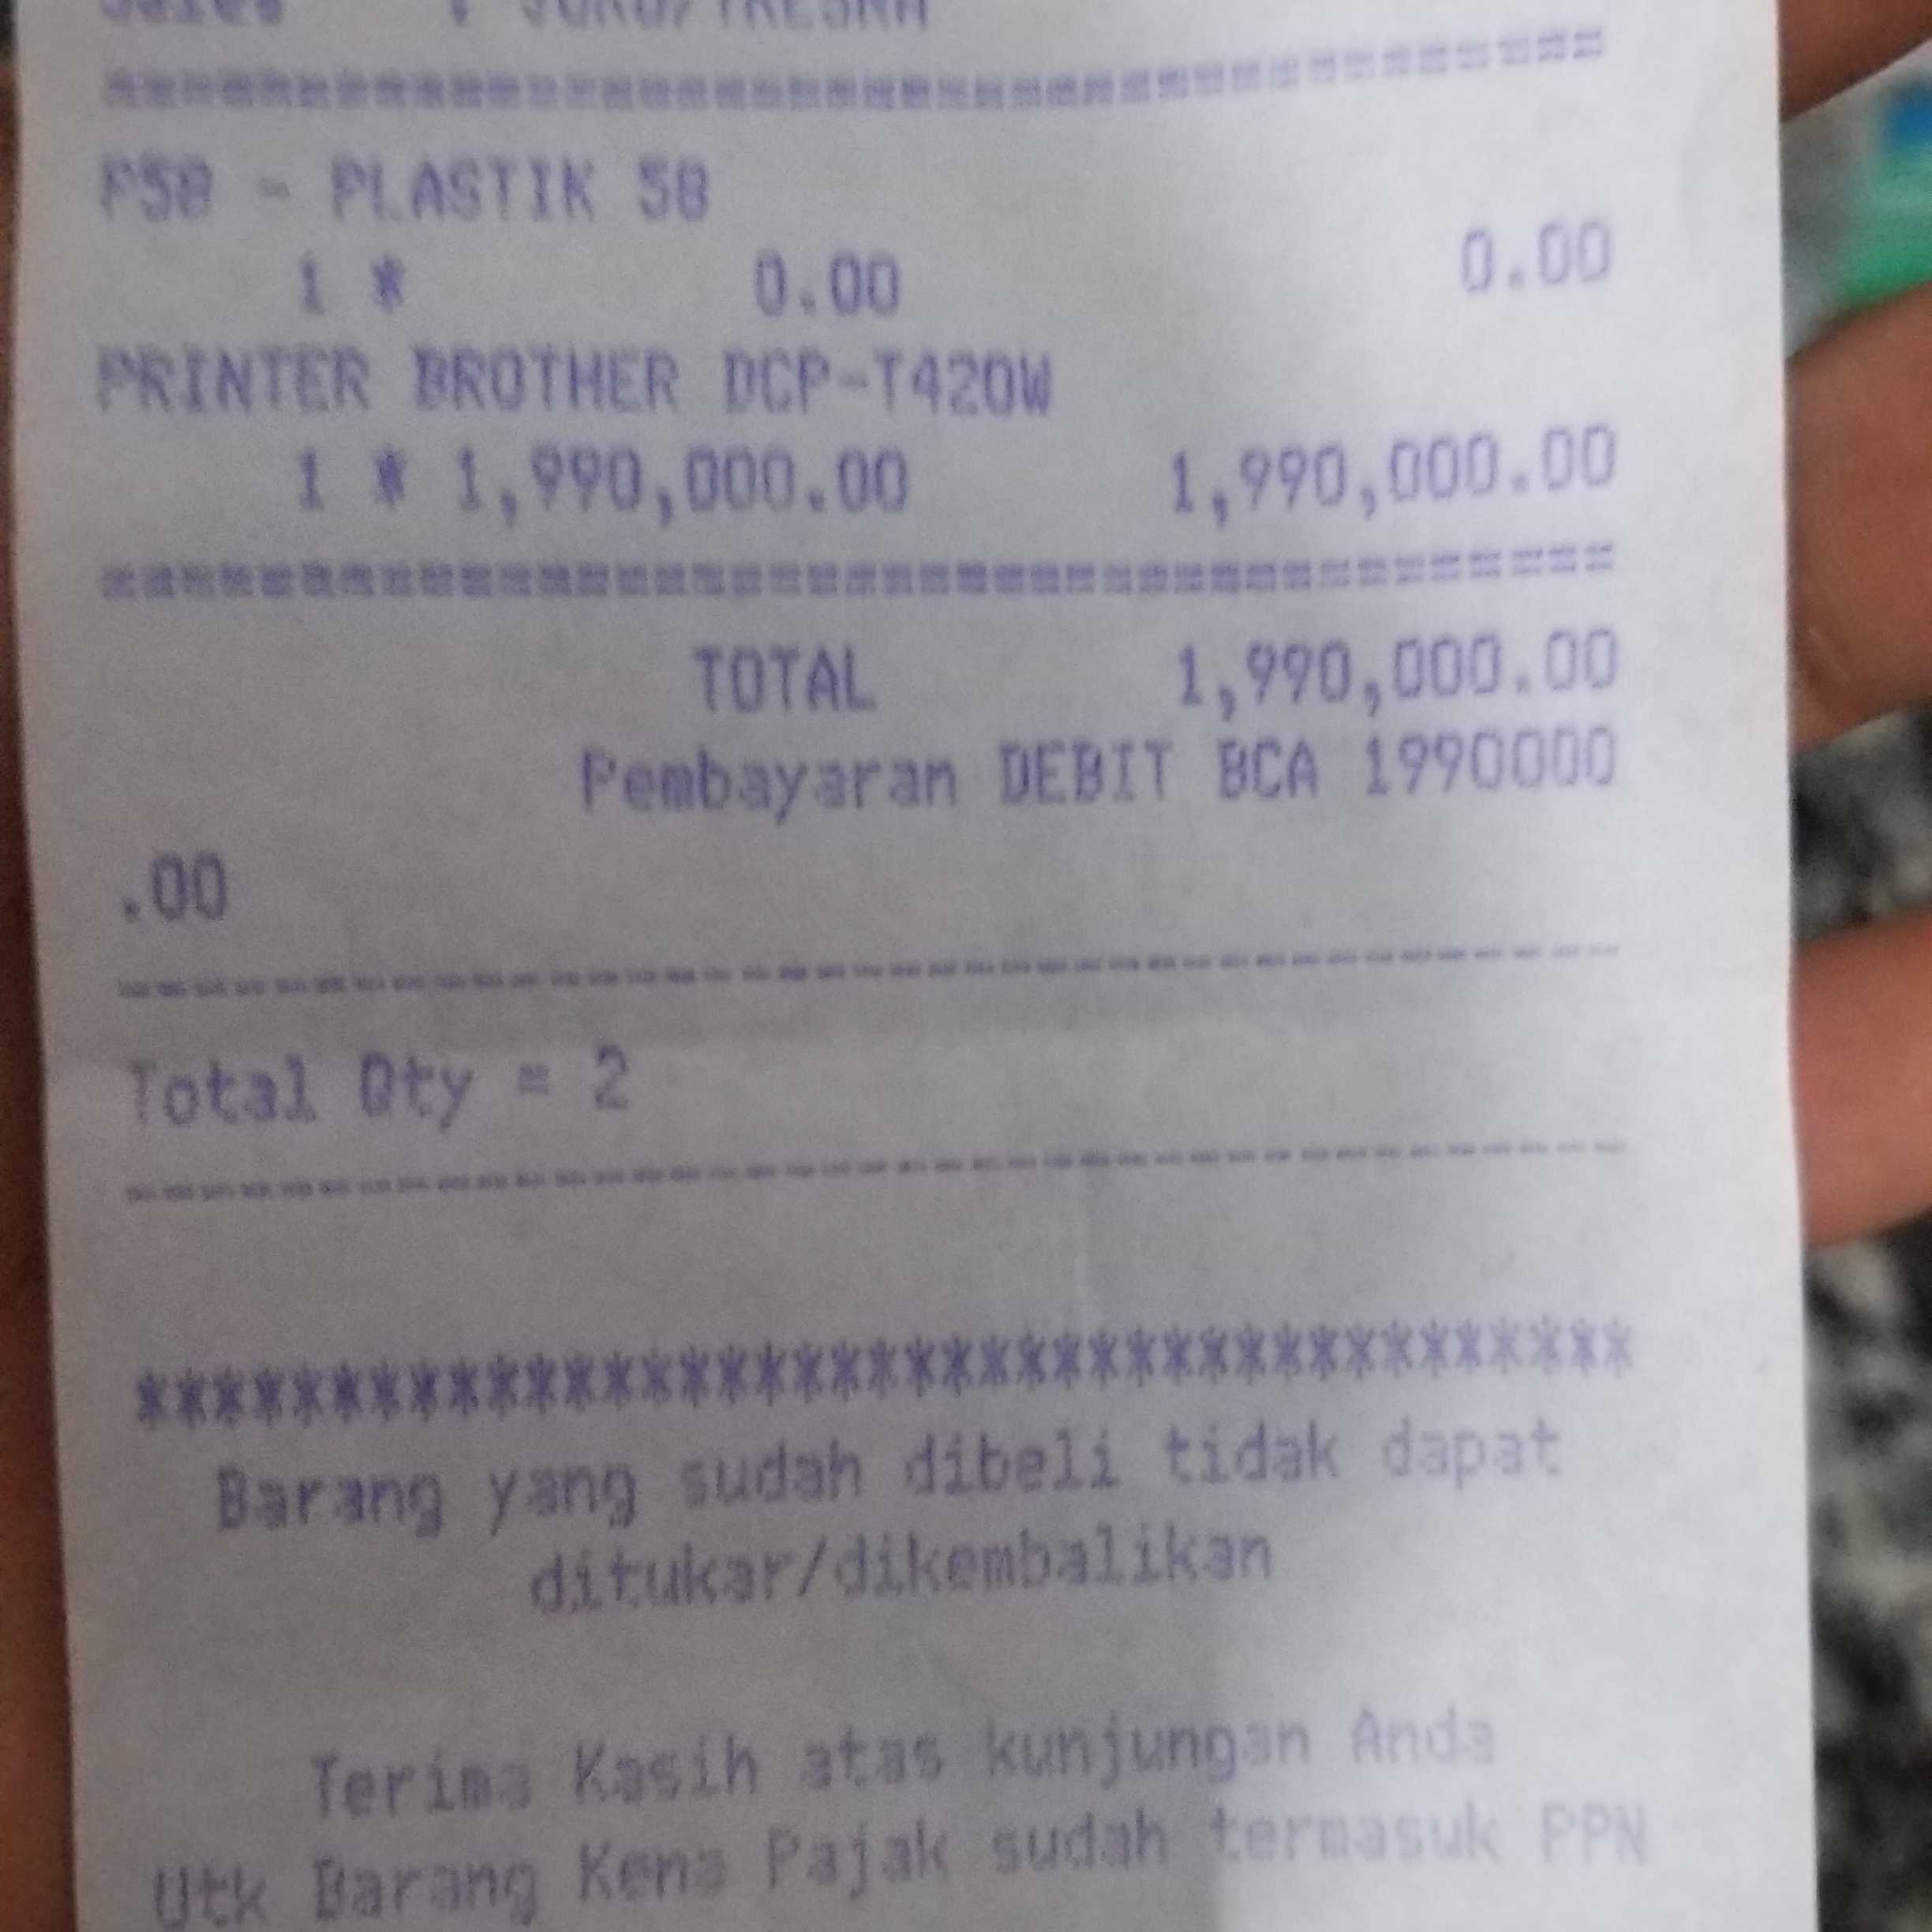 P50 - PLASTIK 50
1 * 0.00 0.00
PRINTER BROTHER DCP-T420W
1 * 1,990,000.00 1,990,000.00
TOTAL 1,990,000.00
Pembayaran DEBIT BCA 1990000
.00
Total Qty = 2
*****************************************
Barang yang sudah dibeli tidak dapat
ditukar/dikembalikan
Terima Kasih atas kunjungan Anda
Utk Barang Kena Pajak sudah termasuk PPN